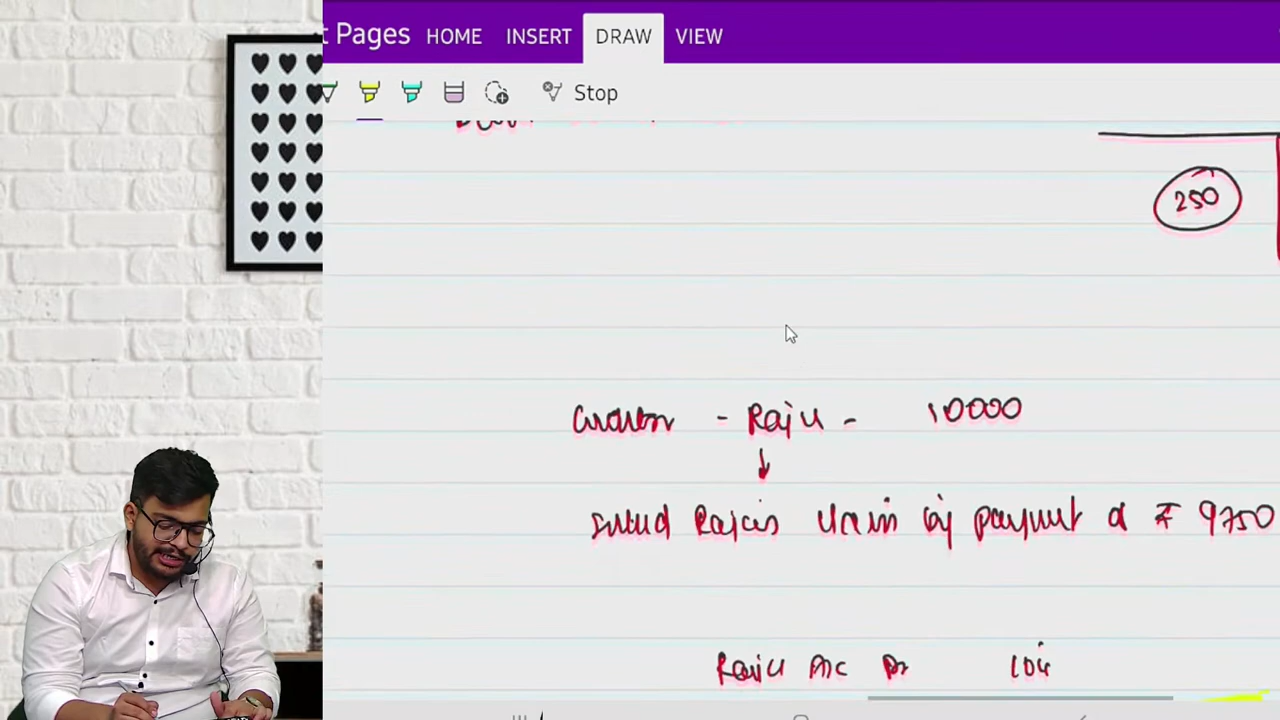 t Pages HOME INSERT DRAW VIEW
Stop
250
Creditor - Raju - 10000
↓
Settled Raju's claim by payment of ₹ 9750
Raju A/c Dr 10k